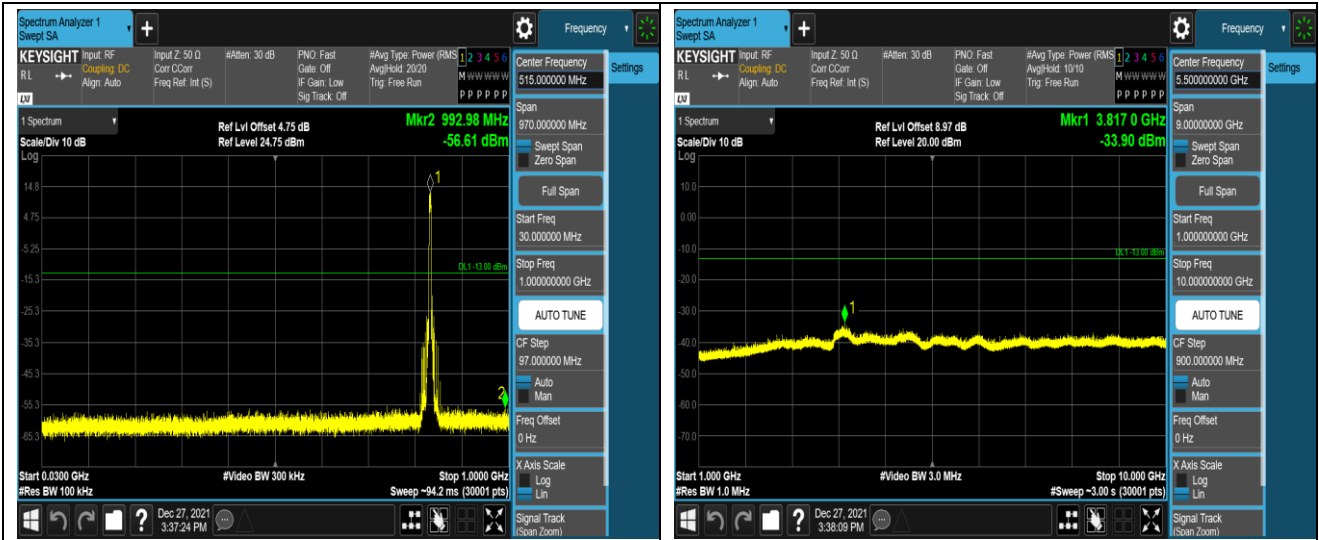 Spectrum Analyzer 1
Swept SA
+
Frequency
KEYSIGHT
RL
LXI
Input: RF
Coupling: DC
Align: Auto
Input Z: 50 Ω
Corr CCorr
Freq Ref: Int (S)
#Atten: 30 dB
PNO: Fast
Gate: Off
IF Gain: Low
Sig Track: Off
#Avg Type: Power (RMS
Avg|Hold: 20/20
Trig: Free Run
1 2 3 4 5 6
M W W W W W
P P P P P P
1 Spectrum
Scale/Div 10 dB
Log
Ref Lvl Offset 4.75 dB
Ref Level 24.75 dBm
Mkr2 992.98 MHz
-56.61 dBm
1
14.8
4.75
-5.25
DL1 -13.00 dBm
-15.3
-25.3
-35.3
-45.3
-55.3
2
-65.3
Start 0.0300 GHz
#Res BW 100 kHz
#Video BW 300 kHz
Stop 1.0000 GHz
Sweep ~94.2 ms (30001 pts)
Center Frequency
515.000000 MHz
Settings
Span
970.000000 MHz
Swept Span
Zero Span
Full Span
Start Freq
30.000000 MHz
Stop Freq
1.000000000 GHz
AUTO TUNE
CF Step
97.000000 MHz
Auto
Man
Freq Offset
0 Hz
X Axis Scale
Log
Lin
Signal Track
(Span Zoom)
?
Dec 27, 2021
3:37:24 PM
Spectrum Analyzer 1
Swept SA
+
Frequency
KEYSIGHT
RL
LXI
Input: RF
Coupling: DC
Align: Auto
Input Z: 50 Ω
Corr CCorr
Freq Ref: Int (S)
#Atten: 30 dB
PNO: Fast
Gate: Off
IF Gain: Low
Sig Track: Off
#Avg Type: Power (RMS
Avg|Hold: 10/10
Trig: Free Run
1 2 3 4 5 6
M W W W W W
P P P P P P
1 Spectrum
Scale/Div 10 dB
Log
Ref Lvl Offset 8.97 dB
Ref Level 20.00 dBm
Mkr1 3.817 0 GHz
-33.90 dBm
10.0
0.00
-10.0
DL1 -13.00 dBm
-20.0
-30.0
1
-40.0
-50.0
-60.0
-70.0
Start 1.000 GHz
#Res BW 1.0 MHz
#Video BW 3.0 MHz
Stop 10.000 GHz
#Sweep ~3.00 s (30001 pts)
Center Frequency
5.500000000 GHz
Settings
Span
9.00000000 GHz
Swept Span
Zero Span
Full Span
Start Freq
1.000000000 GHz
Stop Freq
10.000000000 GHz
AUTO TUNE
CF Step
900.000000 MHz
Auto
Man
Freq Offset
0 Hz
X Axis Scale
Log
Lin
Signal Track
(Span Zoom)
?
Dec 27, 2021
3:38:09 PM